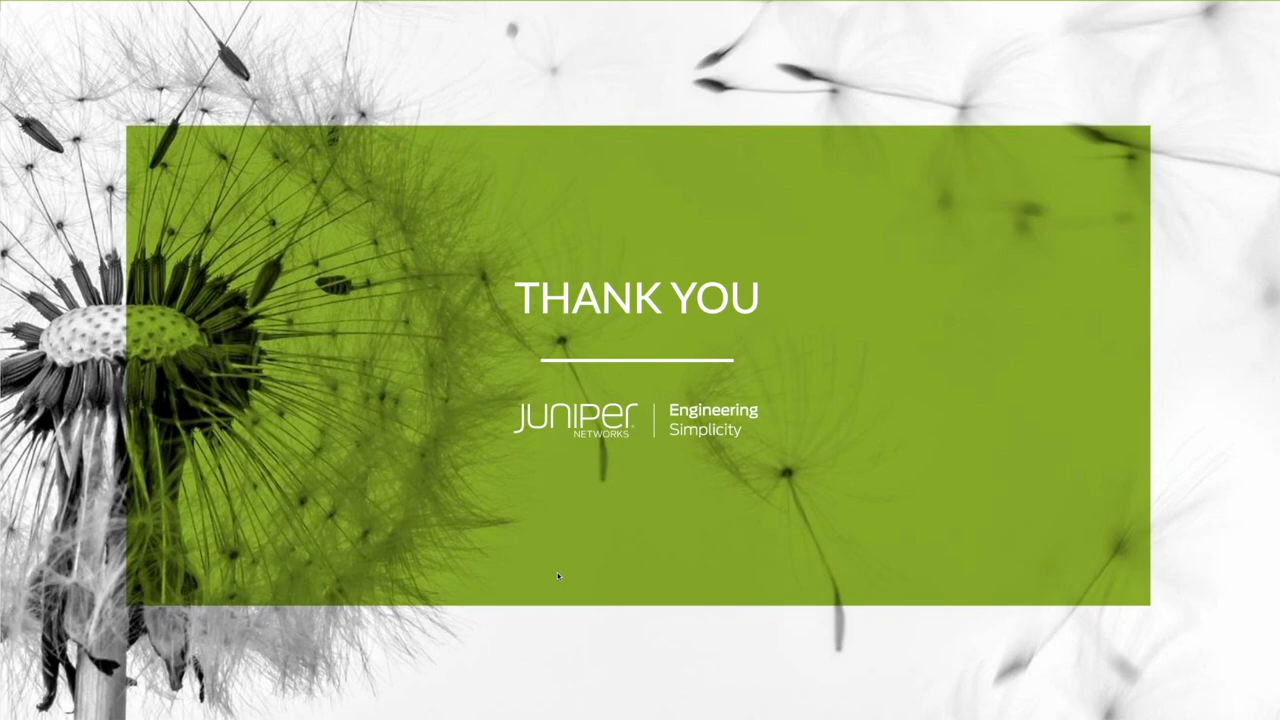 THANK YOU
JUNIPEr
NETWORKS
Engineering
Simplicity